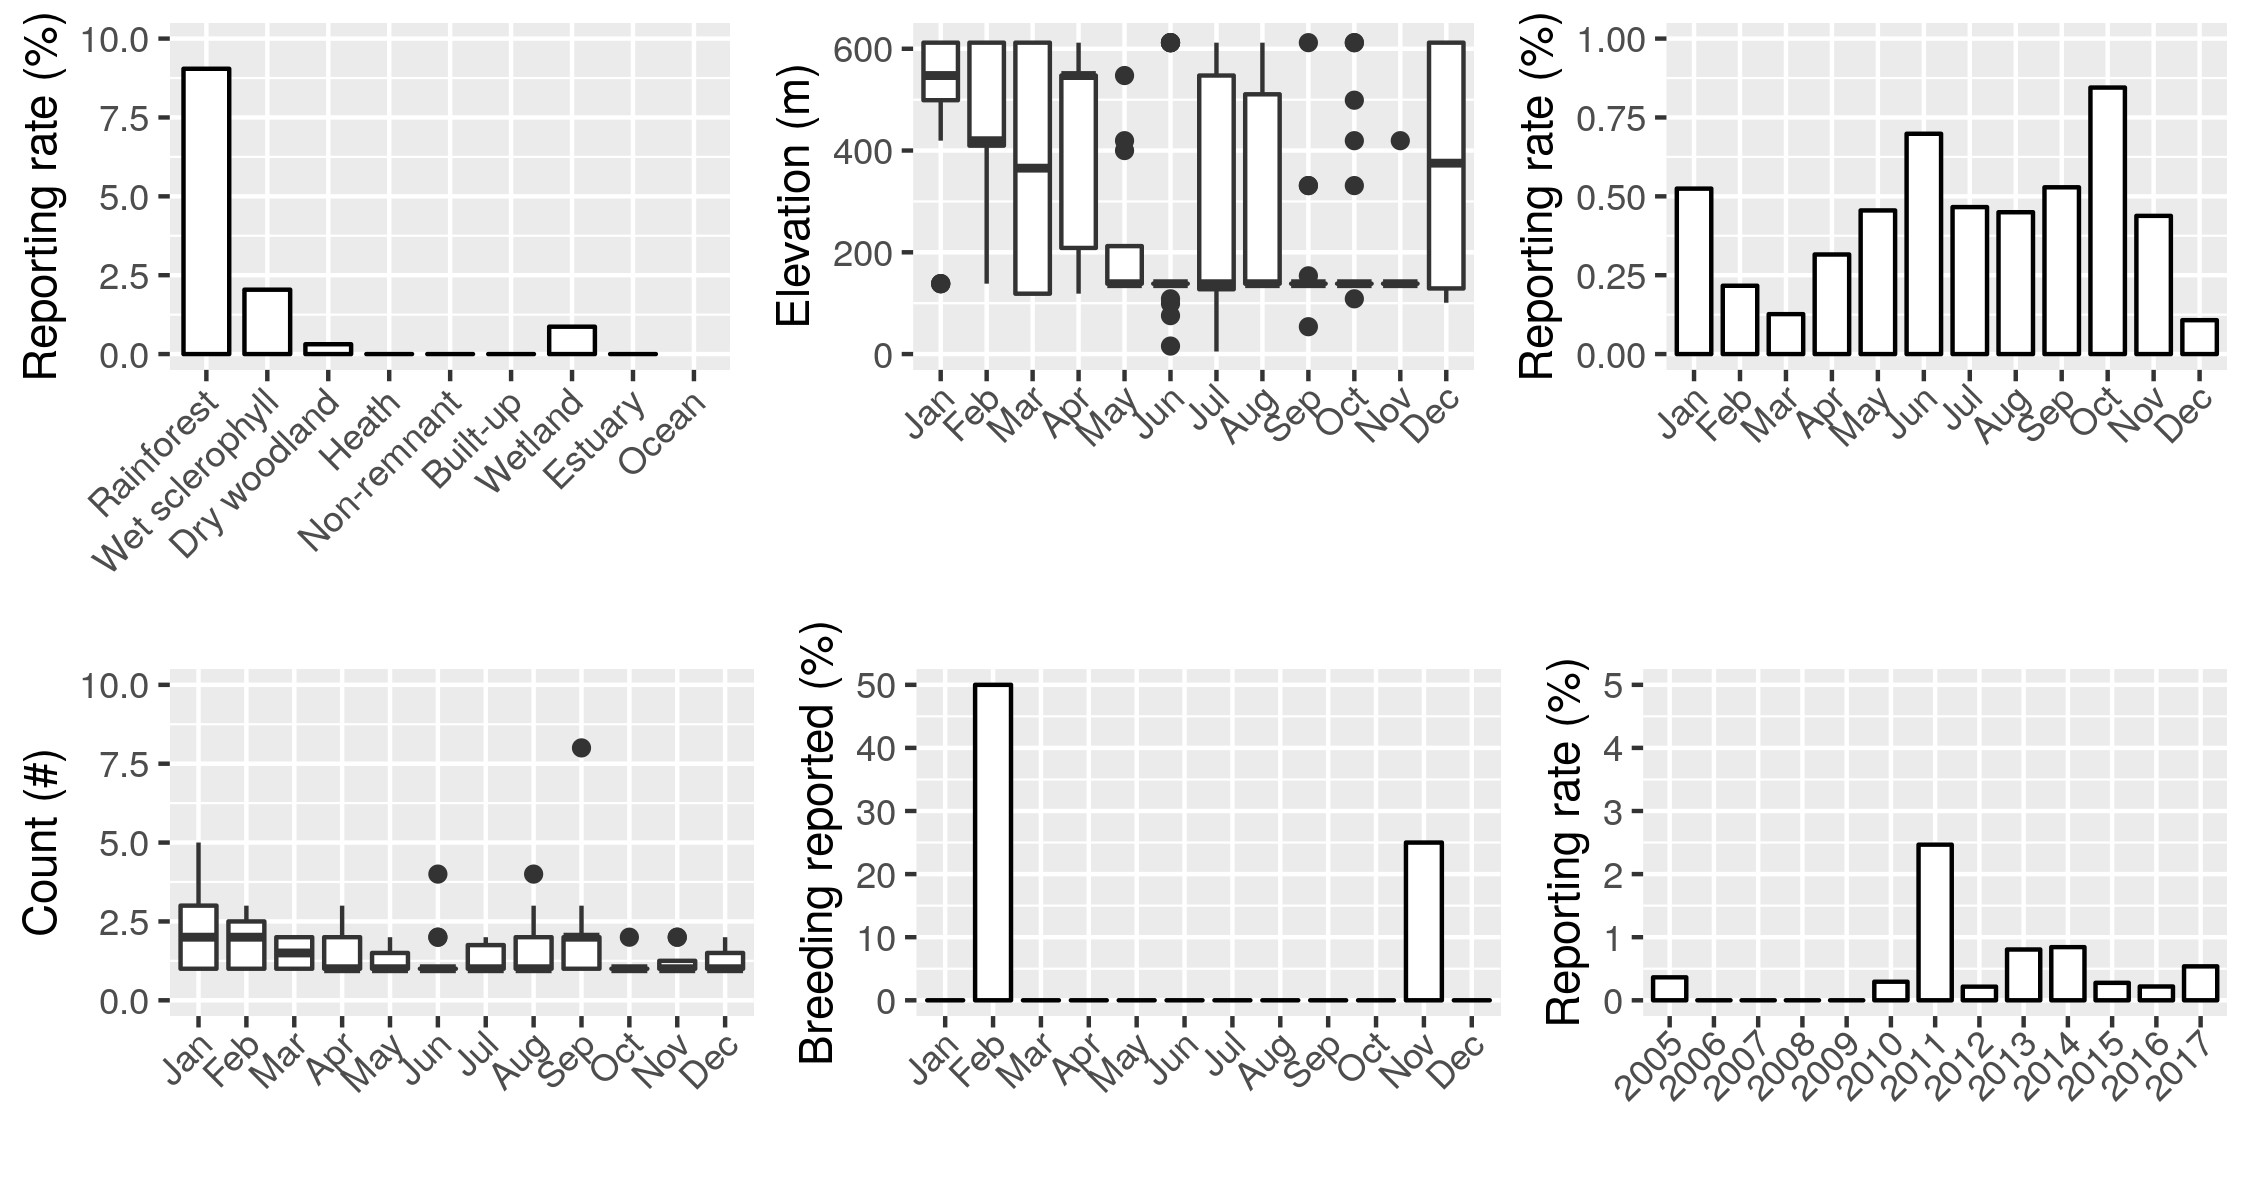 Reporting rate (%)
10.0
7.5
5.0
2.5
0.0
Rainforest
Wet sclerophyll
Dry woodland
Heath
Non-remnant
Built-up
Wetland
Estuary
Ocean
Elevation (m)
600
400
200
0
Jan
Feb
Mar
Apr
May
Jun
Jul
Aug
Sep
Oct
Nov
Dec
Reporting rate (%)
1.00
0.75
0.50
0.25
0.00
Jan
Feb
Mar
Apr
May
Jun
Jul
Aug
Sep
Oct
Nov
Dec
Count (#)
10.0
7.5
5.0
2.5
0.0
Jan
Feb
Mar
Apr
May
Jun
Jul
Aug
Sep
Oct
Nov
Dec
Breeding reported (%)
50
40
30
20
10
0
Jan
Feb
Mar
Apr
May
Jun
Jul
Aug
Sep
Oct
Nov
Dec
Reporting rate (%)
5
4
3
2
1
0
2005
2006
2007
2008
2009
2010
2011
2012
2013
2014
2015
2016
2017